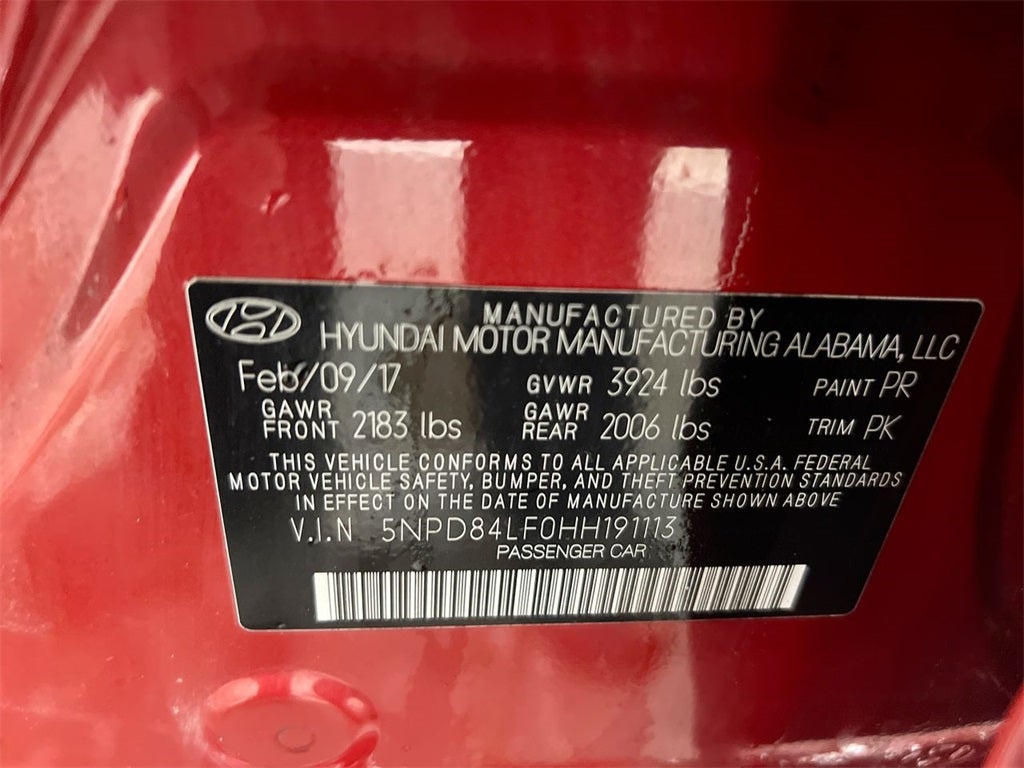 MANUFACTURED BY
HYUNDAI MOTOR MANUFACTURING ALABAMA, LLC
Feb/09/17 GVWR 3924 lbs PAINT PR
GAWR FRONT 2183 lbs GAWR REAR 2006 lbs TRIM PK
THIS VEHICLE CONFORMS TO ALL APPLICABLE U.S.A. FEDERAL
MOTOR VEHICLE SAFETY, BUMPER, AND THEFT PREVENTION STANDARDS
IN EFFECT ON THE DATE OF MANUFACTURE SHOWN ABOVE
V.I.N 5NPD84LF0HH191113
PASSENGER CAR